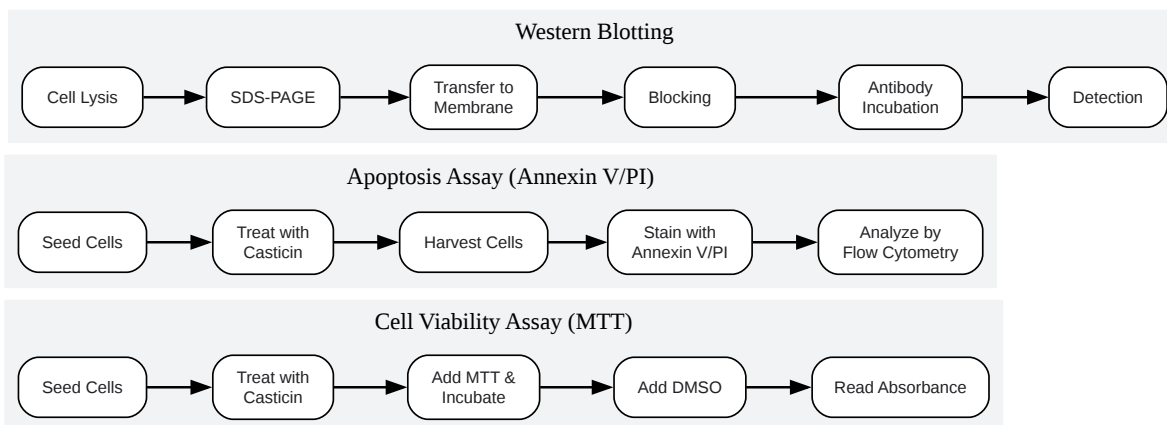 Western Blotting
Cell Lysis
SDS-PAGE
Transfer to
Membrane
Blocking
Antibody
Incubation
Detection
Apoptosis Assay (Annexin V/PI)
Seed Cells
Treat with
Casticin
Harvest Cells
Stain with
Annexin V/PI
Analyze by
Flow Cytometry
Cell Viability Assay (MTT)
Seed Cells
Treat with
Casticin
Add MTT &
Incubate
Add DMSO
Read Absorbance